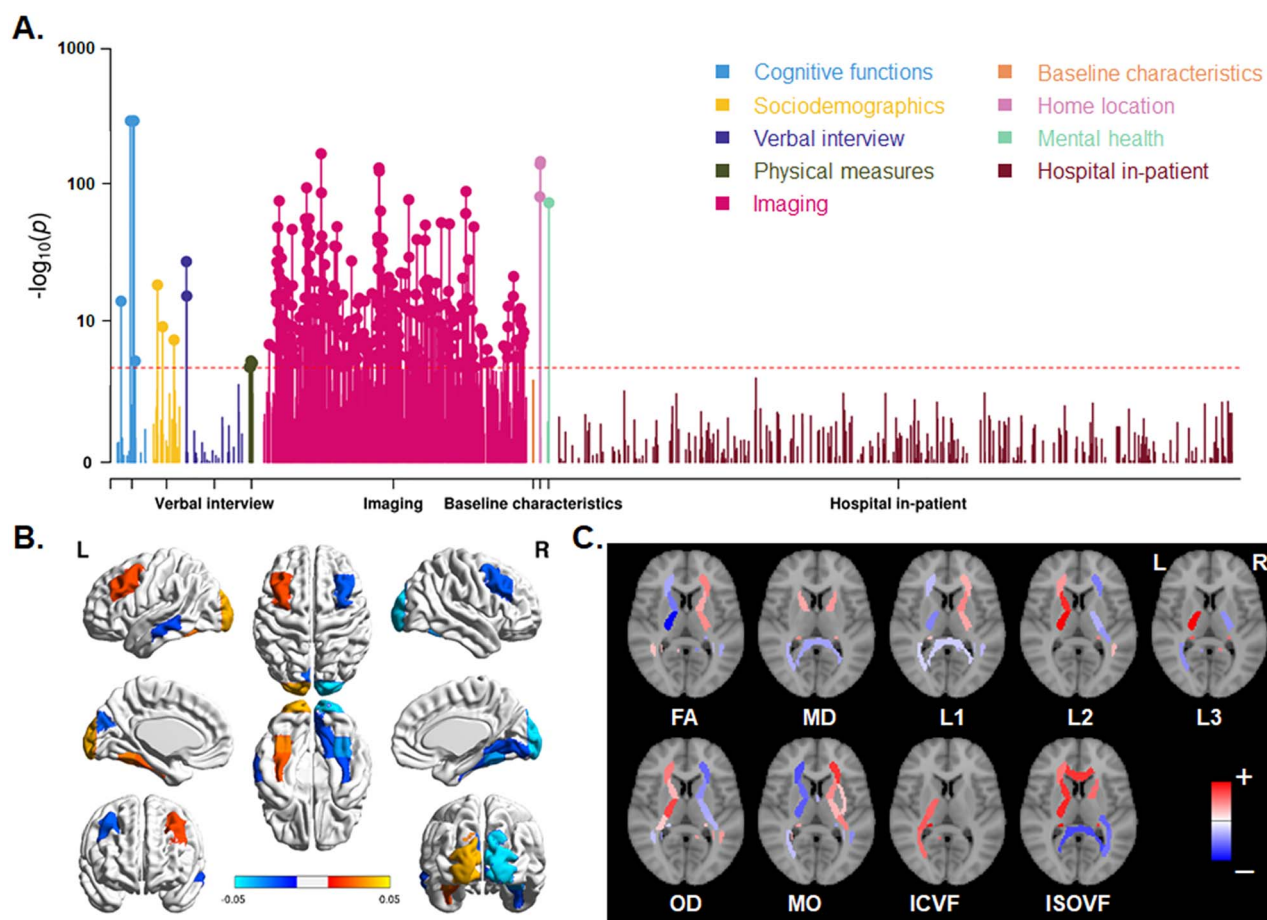 A.
1000
100
10
0
-log10(p)
Cognitive functions
Sociodemographics
Verbal interview
Physical measures
Imaging
Baseline characteristics
Home location
Mental health
Hospital in-patient
Verbal interview
Imaging
Baseline characteristics
Hospital in-patient
B.
L
R
-0.05
0.05
C.
L
R
FA
MD
L1
L2
L3
OD
MO
ICVF
ISOVF
+
–